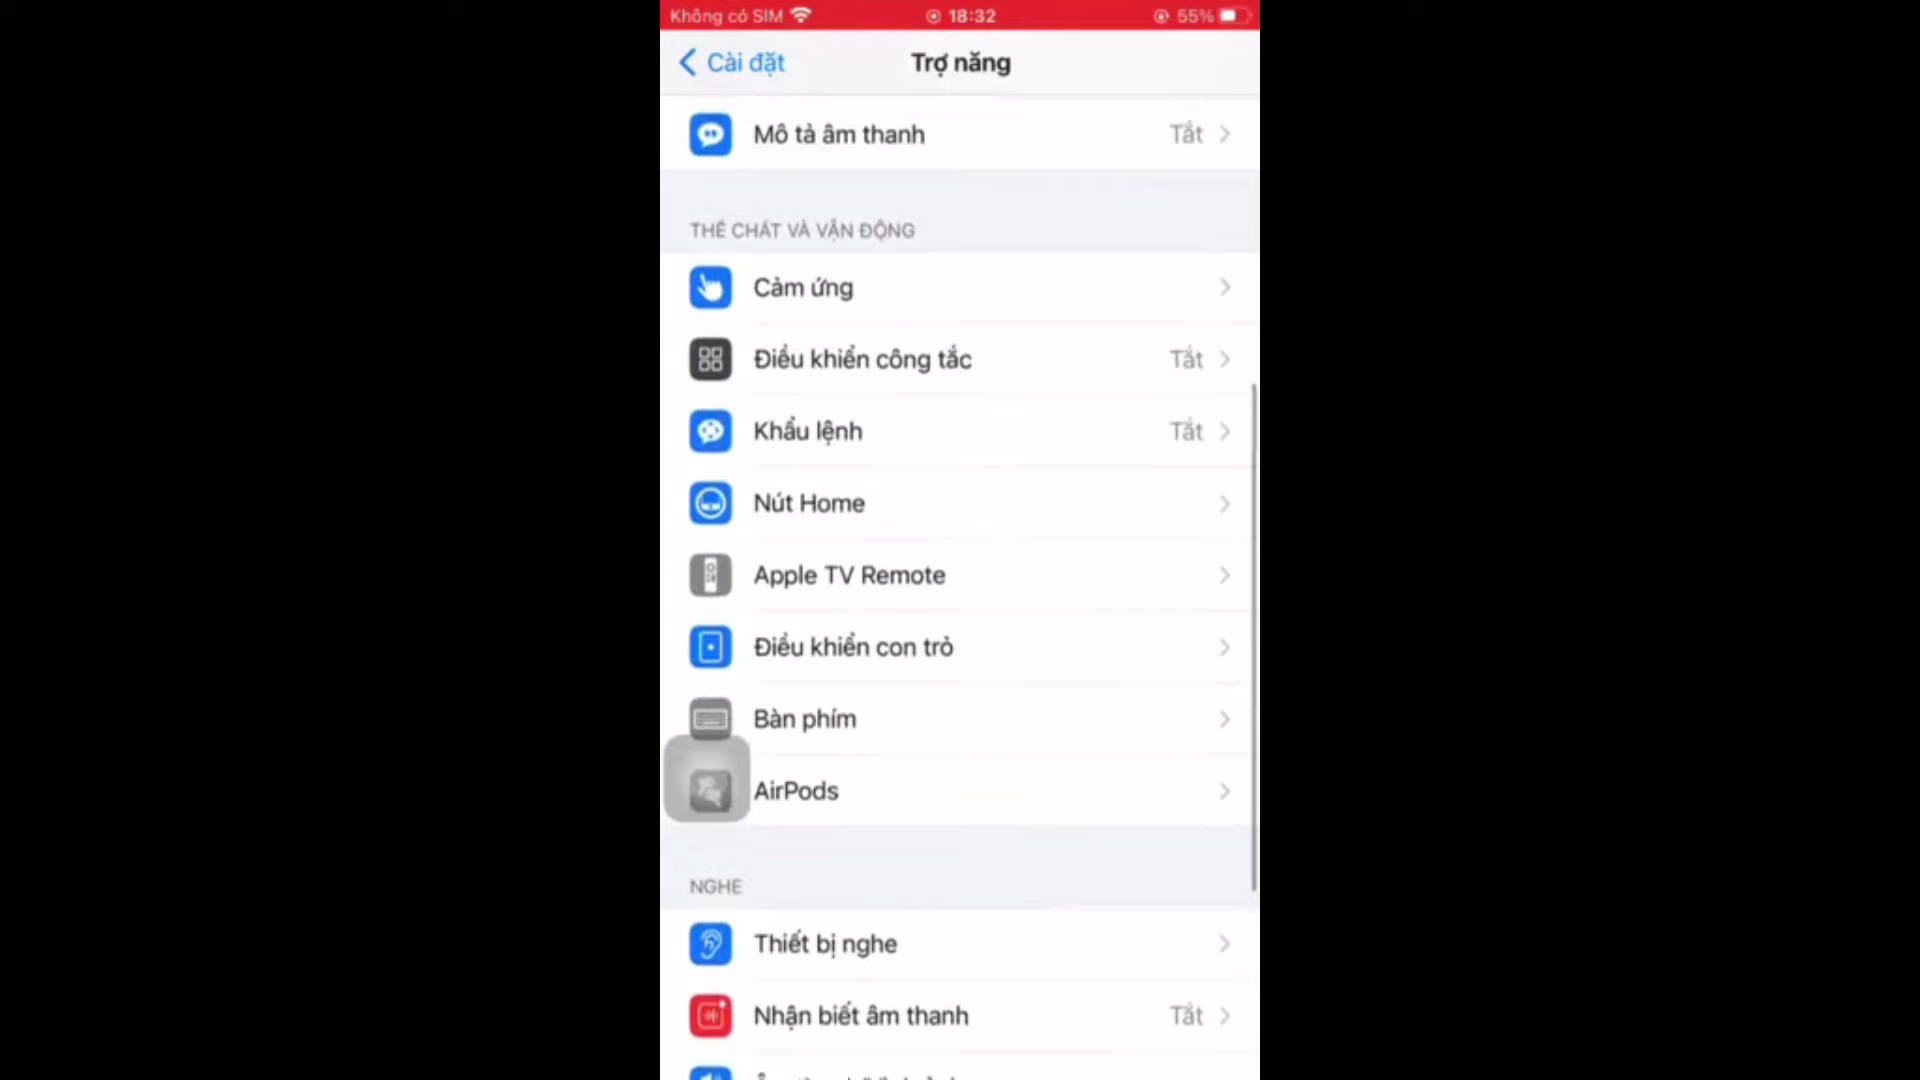 Không có SIM 18:32 55%
Cài đặt Trợ năng
Mô tả âm thanh Tắt
THỂ CHẤT VÀ VẬN ĐỘNG
Cảm ứng
Điều khiển công tắc Tắt
Khẩu lệnh Tắt
Nút Home
Apple TV Remote
Điều khiển con trỏ
Bàn phím
AirPods
NGHE
Thiết bị nghe
Nhận biết âm thanh Tắt